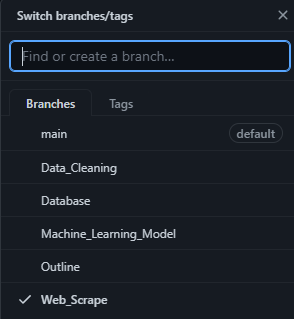 Switch branches/tags
Find or create a branch...
Branches Tags
main default
Data_Cleaning
Database
Machine_Learning_Model
Outline
Web_Scrape